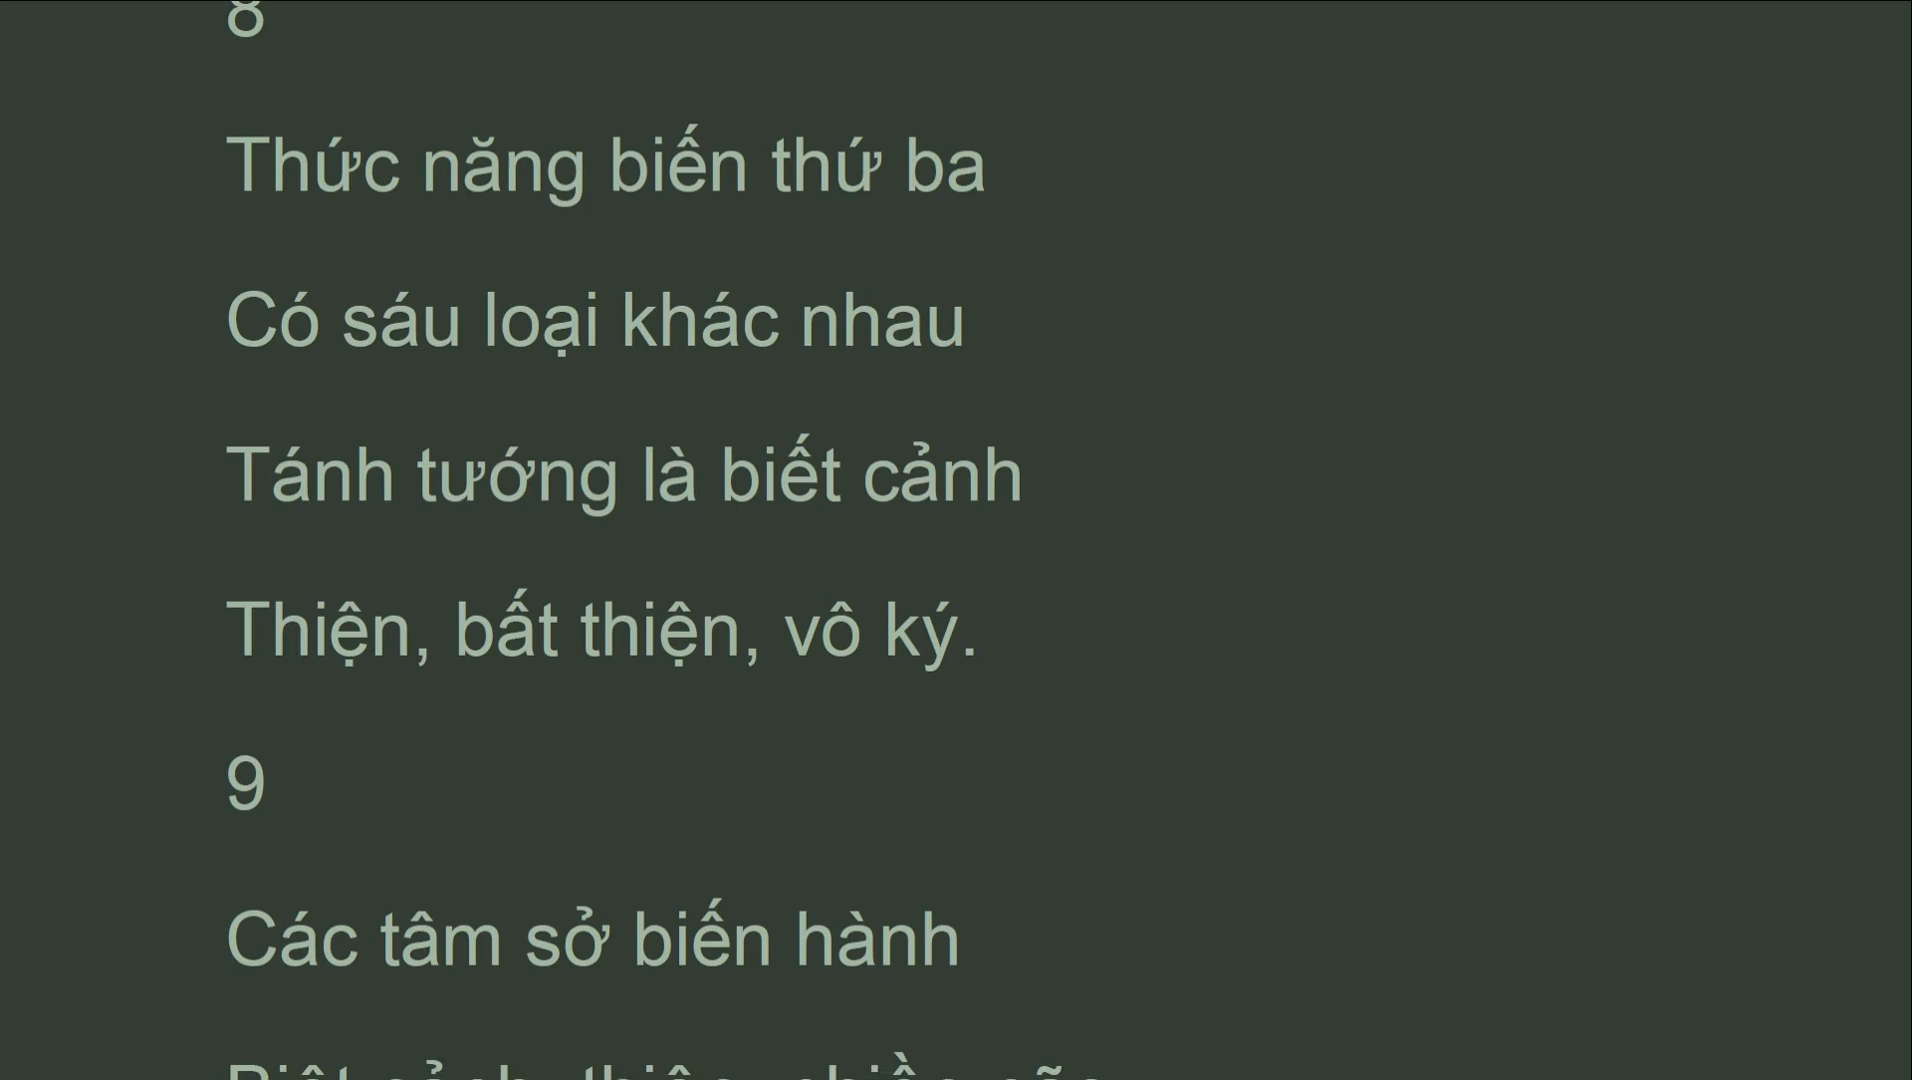 8
Thức năng biến thứ ba
Có sáu loại khác nhau
Tánh tướng là biết cảnh
Thiện, bất thiện, vô ký.
9
Các tâm sở biến hành